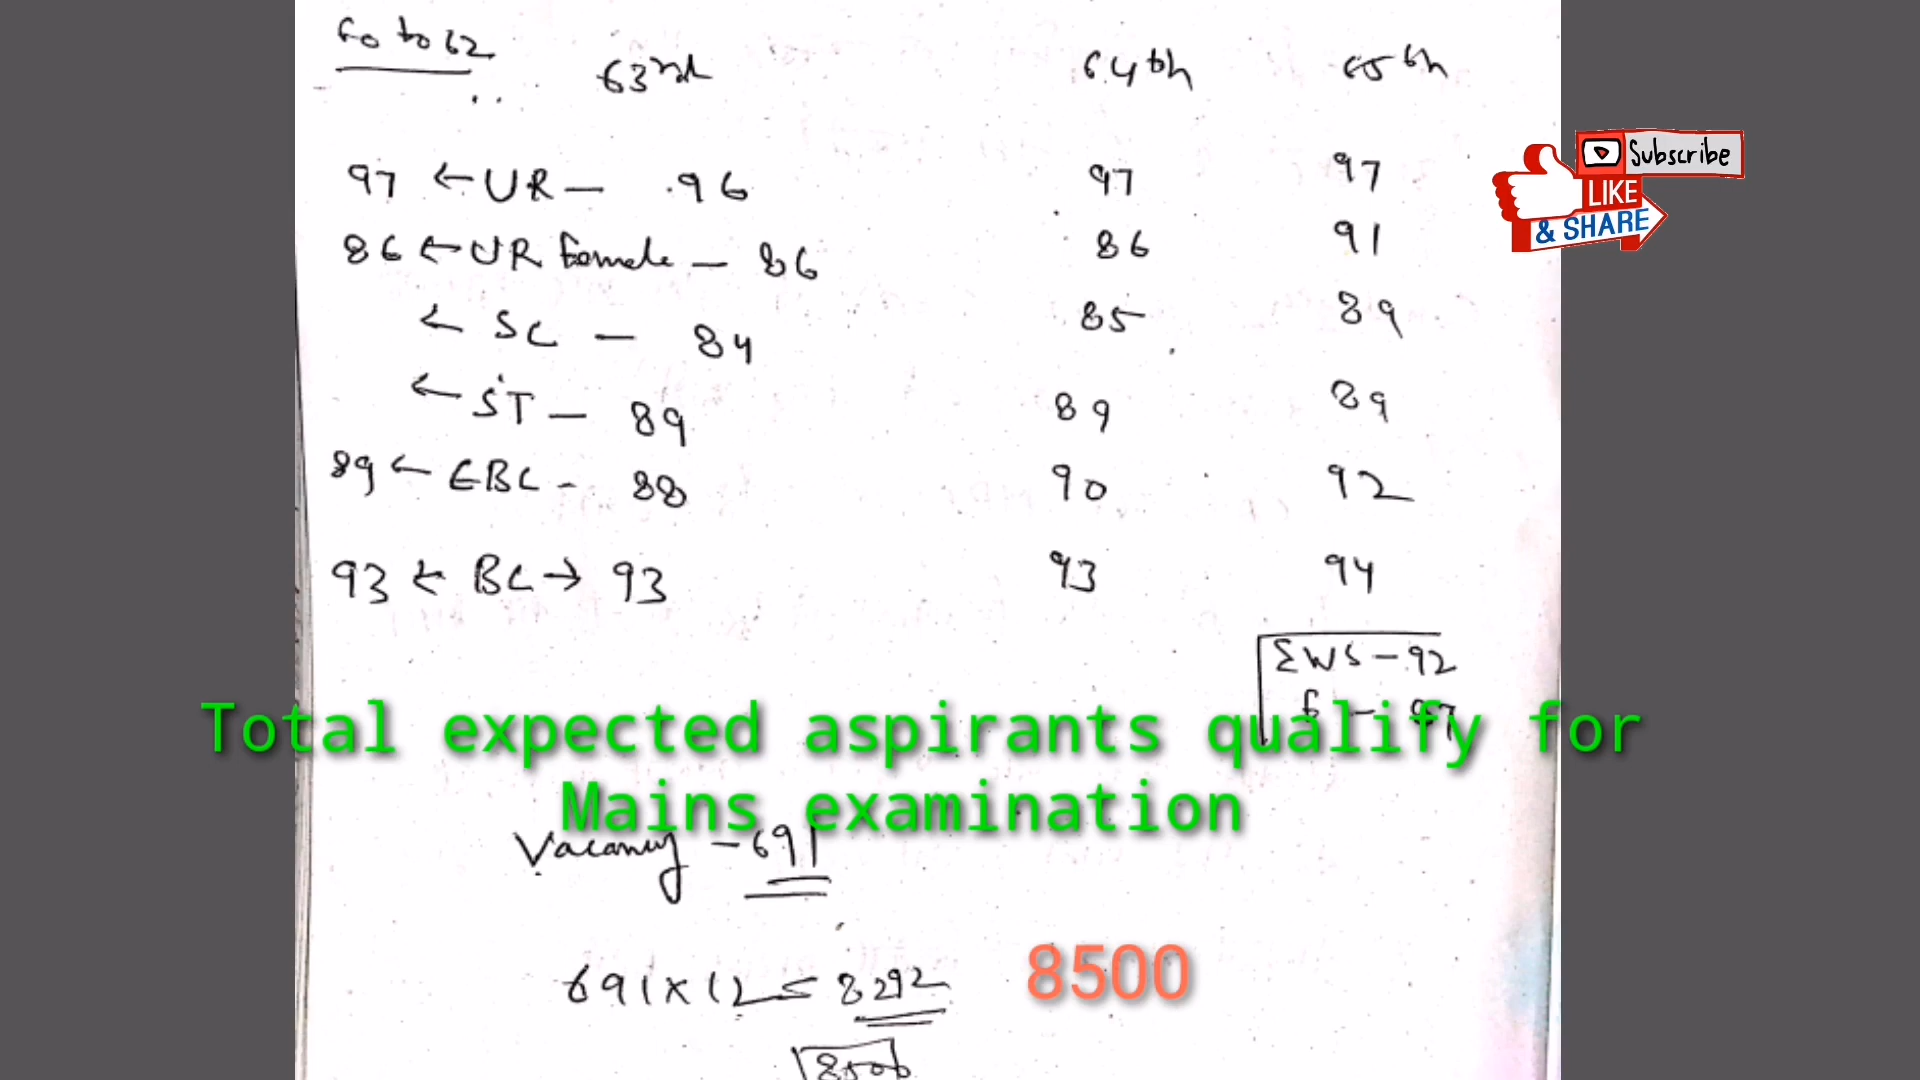 60 to 62 63rd 64th 65th
97 ← UR - 96 97 97
86 ← UR Female - 86 86 91
← SC - 84 85 89
← ST - 89 89 89
89 ← EBC - 88 90 92
93 ← BC → 93 93 94
EWS - 92
F - 87
Subscribe
LIKE
& SHARE
Total expected aspirants qualify for
Mains examination
Vacancy - 691
691 x 12 = 8292
8500
8500